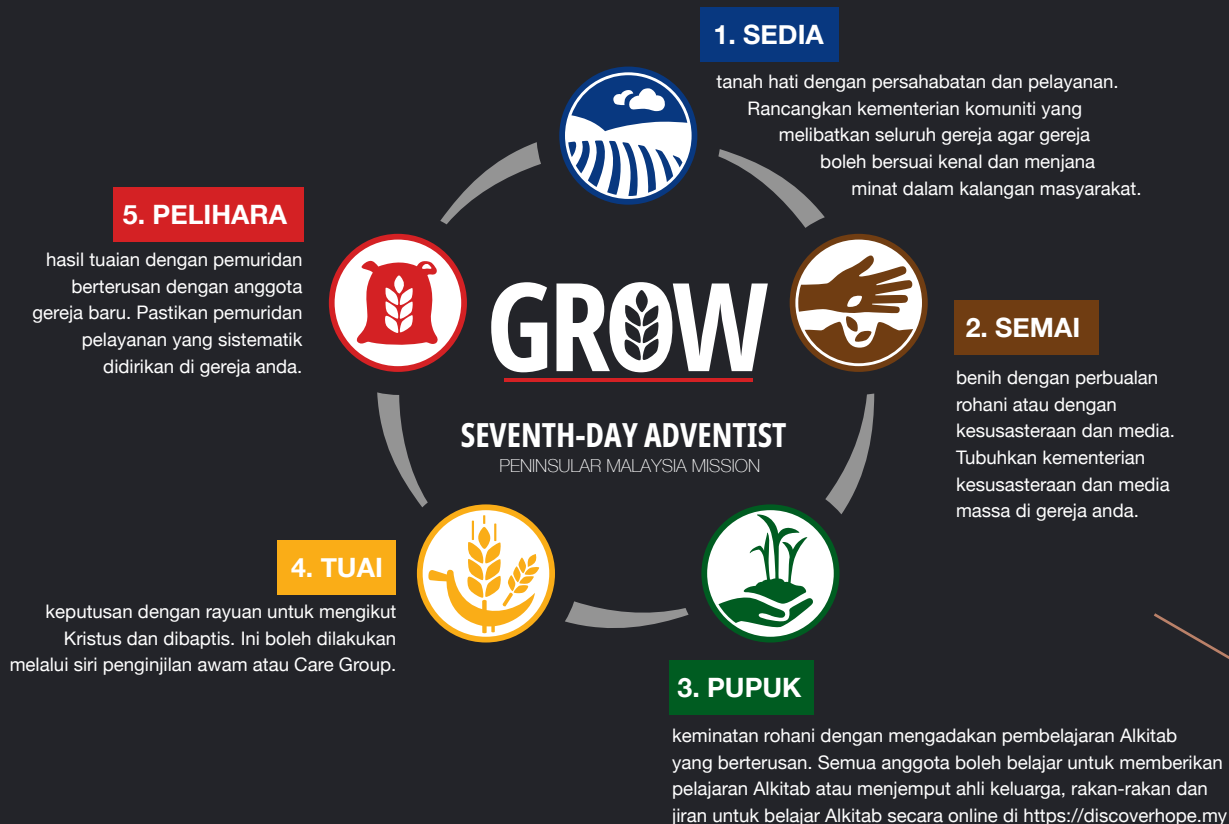 1. SEDIA
tanah hati dengan persahabatan dan pelayanan.
Rancangkan kementerian komuniti yang
melibatkan seluruh gereja agar gereja
boleh bersuai kenal dan menjana
minat dalam kalangan masyarakat.
2. SEMAI
benih dengan perbualan
rohani atau dengan
kesusasteraan dan media.
Tubuhkan kementerian
kesusasteraan dan media
massa di gereja anda.
3. PUPUK
keminatan rohani dengan mengadakan pembelajaran Alkitab
yang berterusan. Semua anggota boleh belajar untuk memberikan
pelajaran Alkitab atau menjemput ahli keluarga, rakan-rakan dan
jiran untuk belajar Alkitab secara online di https://discoverhope.my
4. TUAI
keputusan dengan rayuan untuk mengikut
Kristus dan dibaptis. Ini boleh dilakukan
melalui siri penginjilan awam atau Care Group.
5. PELIHARA
hasil tuaian dengan pemuridan
berterusan dengan anggota
gereja baru. Pastikan pemuridan
pelayanan yang sistematik
didirikan di gereja anda.
GROW
SEVENTH-DAY ADVENTIST
PENINSULAR MALAYSIA MISSION